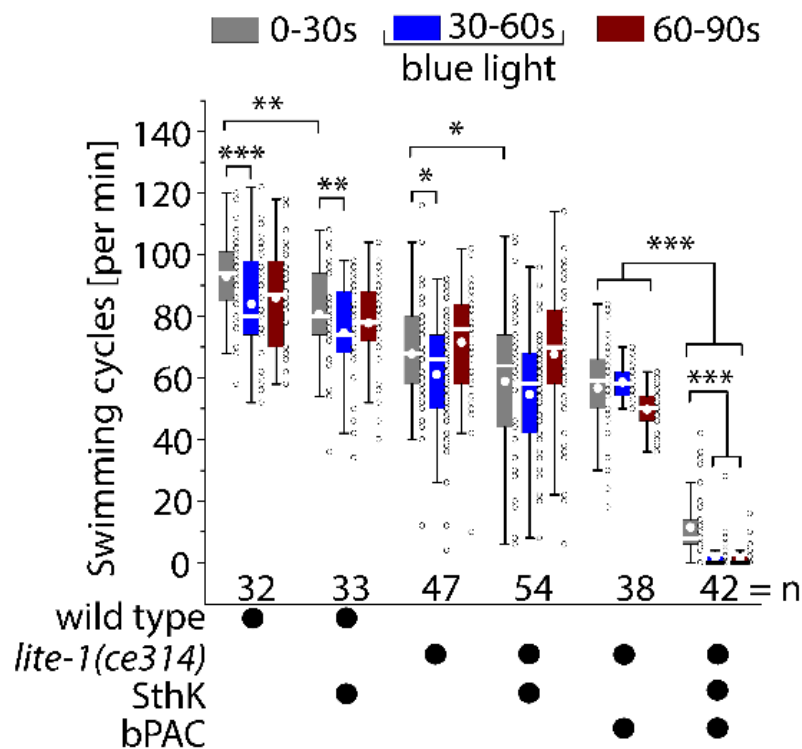 0-30s 30-60s 60-90s
blue light
Swimming cycles [per min]
140
120
100
80
60
40
20
0
** *** ** * * *** ***
32 33 47 54 38 42 = n
wild type
lite-1(ce314)
SthK
bPAC